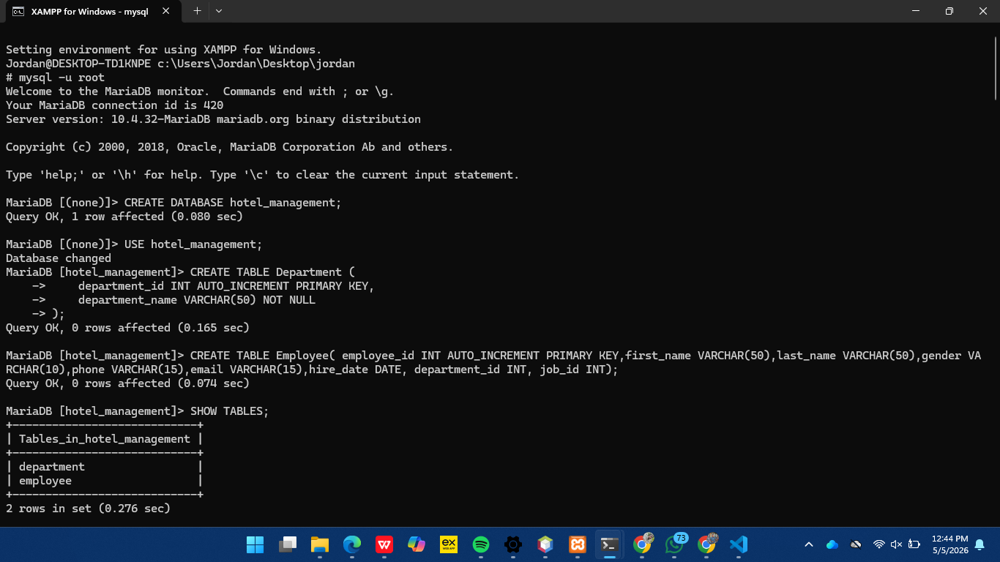 XAMPP for Windows - mysql
Setting environment for using XAMPP for Windows.
Jordan@DESKTOP-TD1KNPE c:\Users\Jordan\Desktop\jordan
# mysql -u root
Welcome to the MariaDB monitor.  Commands end with ; or \g.
Your MariaDB connection id is 420
Server version: 10.4.32-MariaDB mariadb.org binary distribution
Copyright (c) 2000, 2018, Oracle, MariaDB Corporation Ab and others.
Type 'help;' or '\h' for help. Type '\c' to clear the current input statement.
MariaDB [(none)]> CREATE DATABASE hotel_management;
Query OK, 1 row affected (0.080 sec)
MariaDB [(none)]> USE hotel_management;
Database changed
MariaDB [hotel_management]> CREATE TABLE Department (
    ->     department_id INT AUTO_INCREMENT PRIMARY KEY,
    ->     department_name VARCHAR(50) NOT NULL
    -> );
Query OK, 0 rows affected (0.165 sec)
MariaDB [hotel_management]> CREATE TABLE Employee( employee_id INT AUTO_INCREMENT PRIMARY KEY,first_name VARCHAR(50),last_name VARCHAR(50),gender VA
RCHAR(10),phone VARCHAR(15),email VARCHAR(15),hire_date DATE, department_id INT, job_id INT);
Query OK, 0 rows affected (0.074 sec)
MariaDB [hotel_management]> SHOW TABLES;
+----------------------------+
| Tables_in_hotel_management |
+----------------------------+
| department                 |
| employee                   |
+----------------------------+
2 rows in set (0.276 sec)
W
ex
WEB APP
73
12:44 PM
5/5/2026